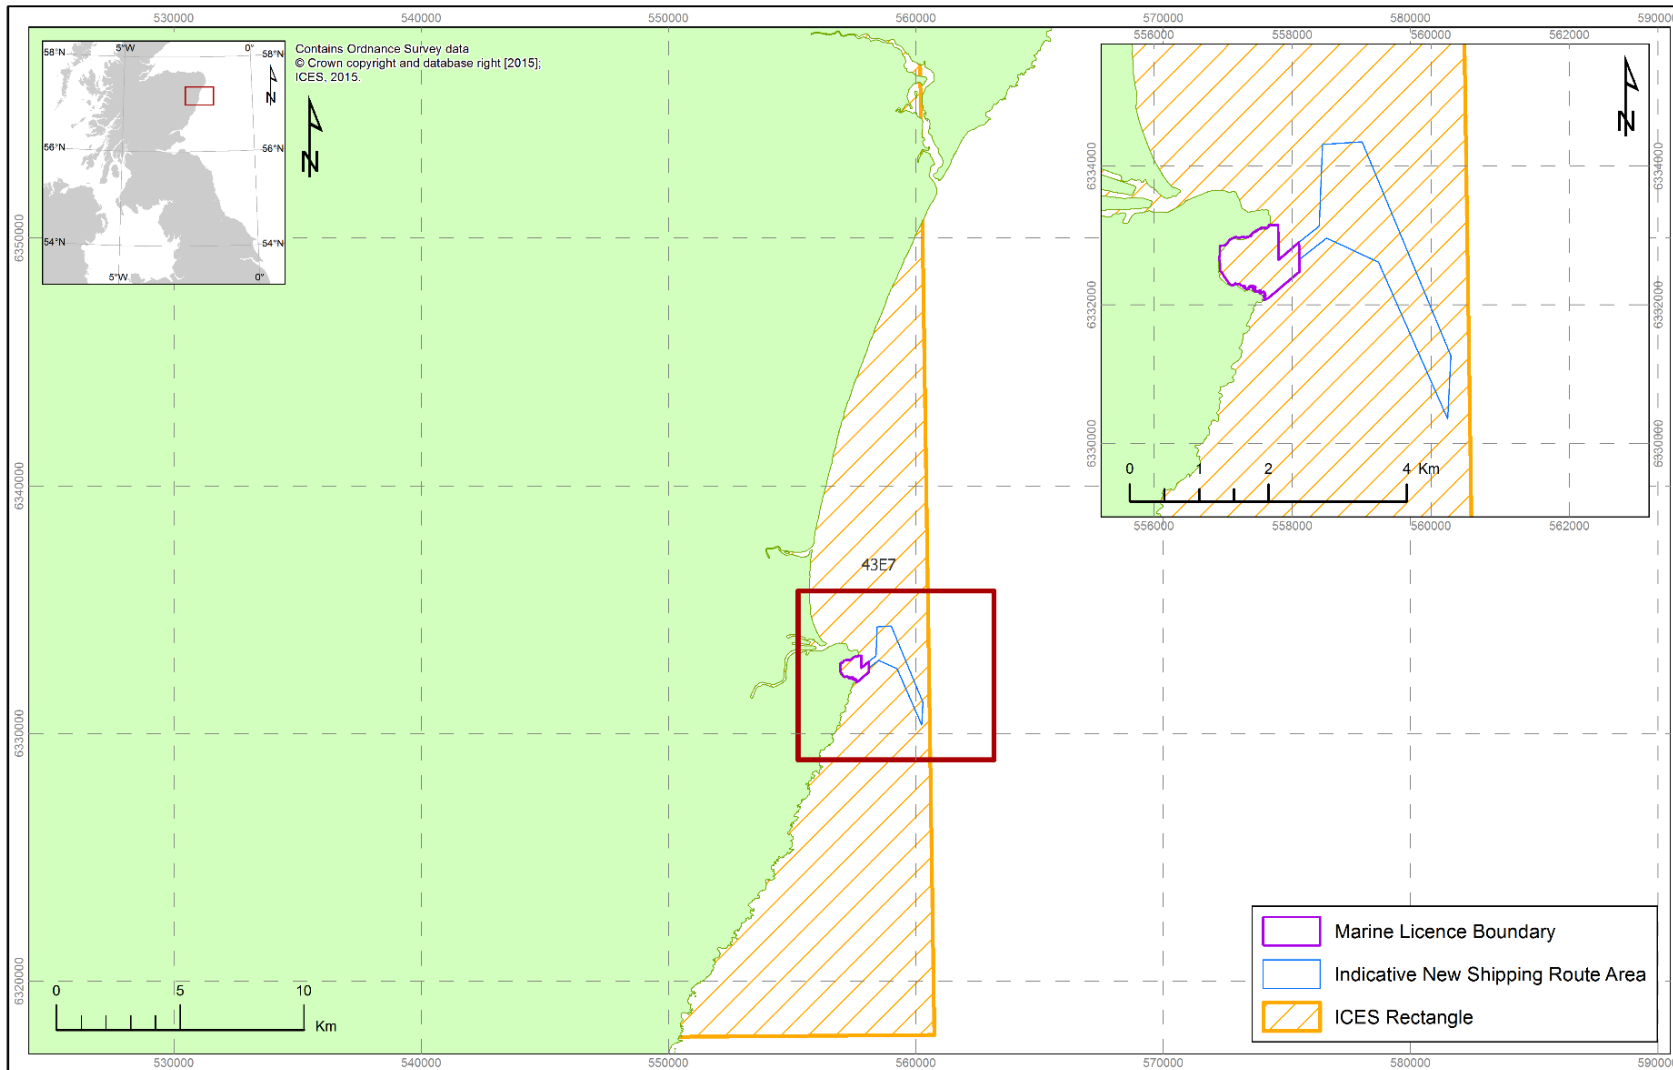 530000 540000 550000 560000 570000 580000 590000
58°N 5°W 0° 58°N
56°N 56°N
54°N 54°N
5°W 0°
N
Contains Ordnance Survey data
© Crown copyright and database right [2015];
ICES, 2015.
N
556000 558000 560000 562000
6334000 6334000
6332000 6332000
6330000 6330000
N
0 1 2 4 Km
556000 558000 560000 562000
6350000
6340000
6330000
6320000
43E7
0 5 10
Km
Marine Licence Boundary
Indicative New Shipping Route Area
ICES Rectangle
530000 540000 550000 560000 570000 580000 590000